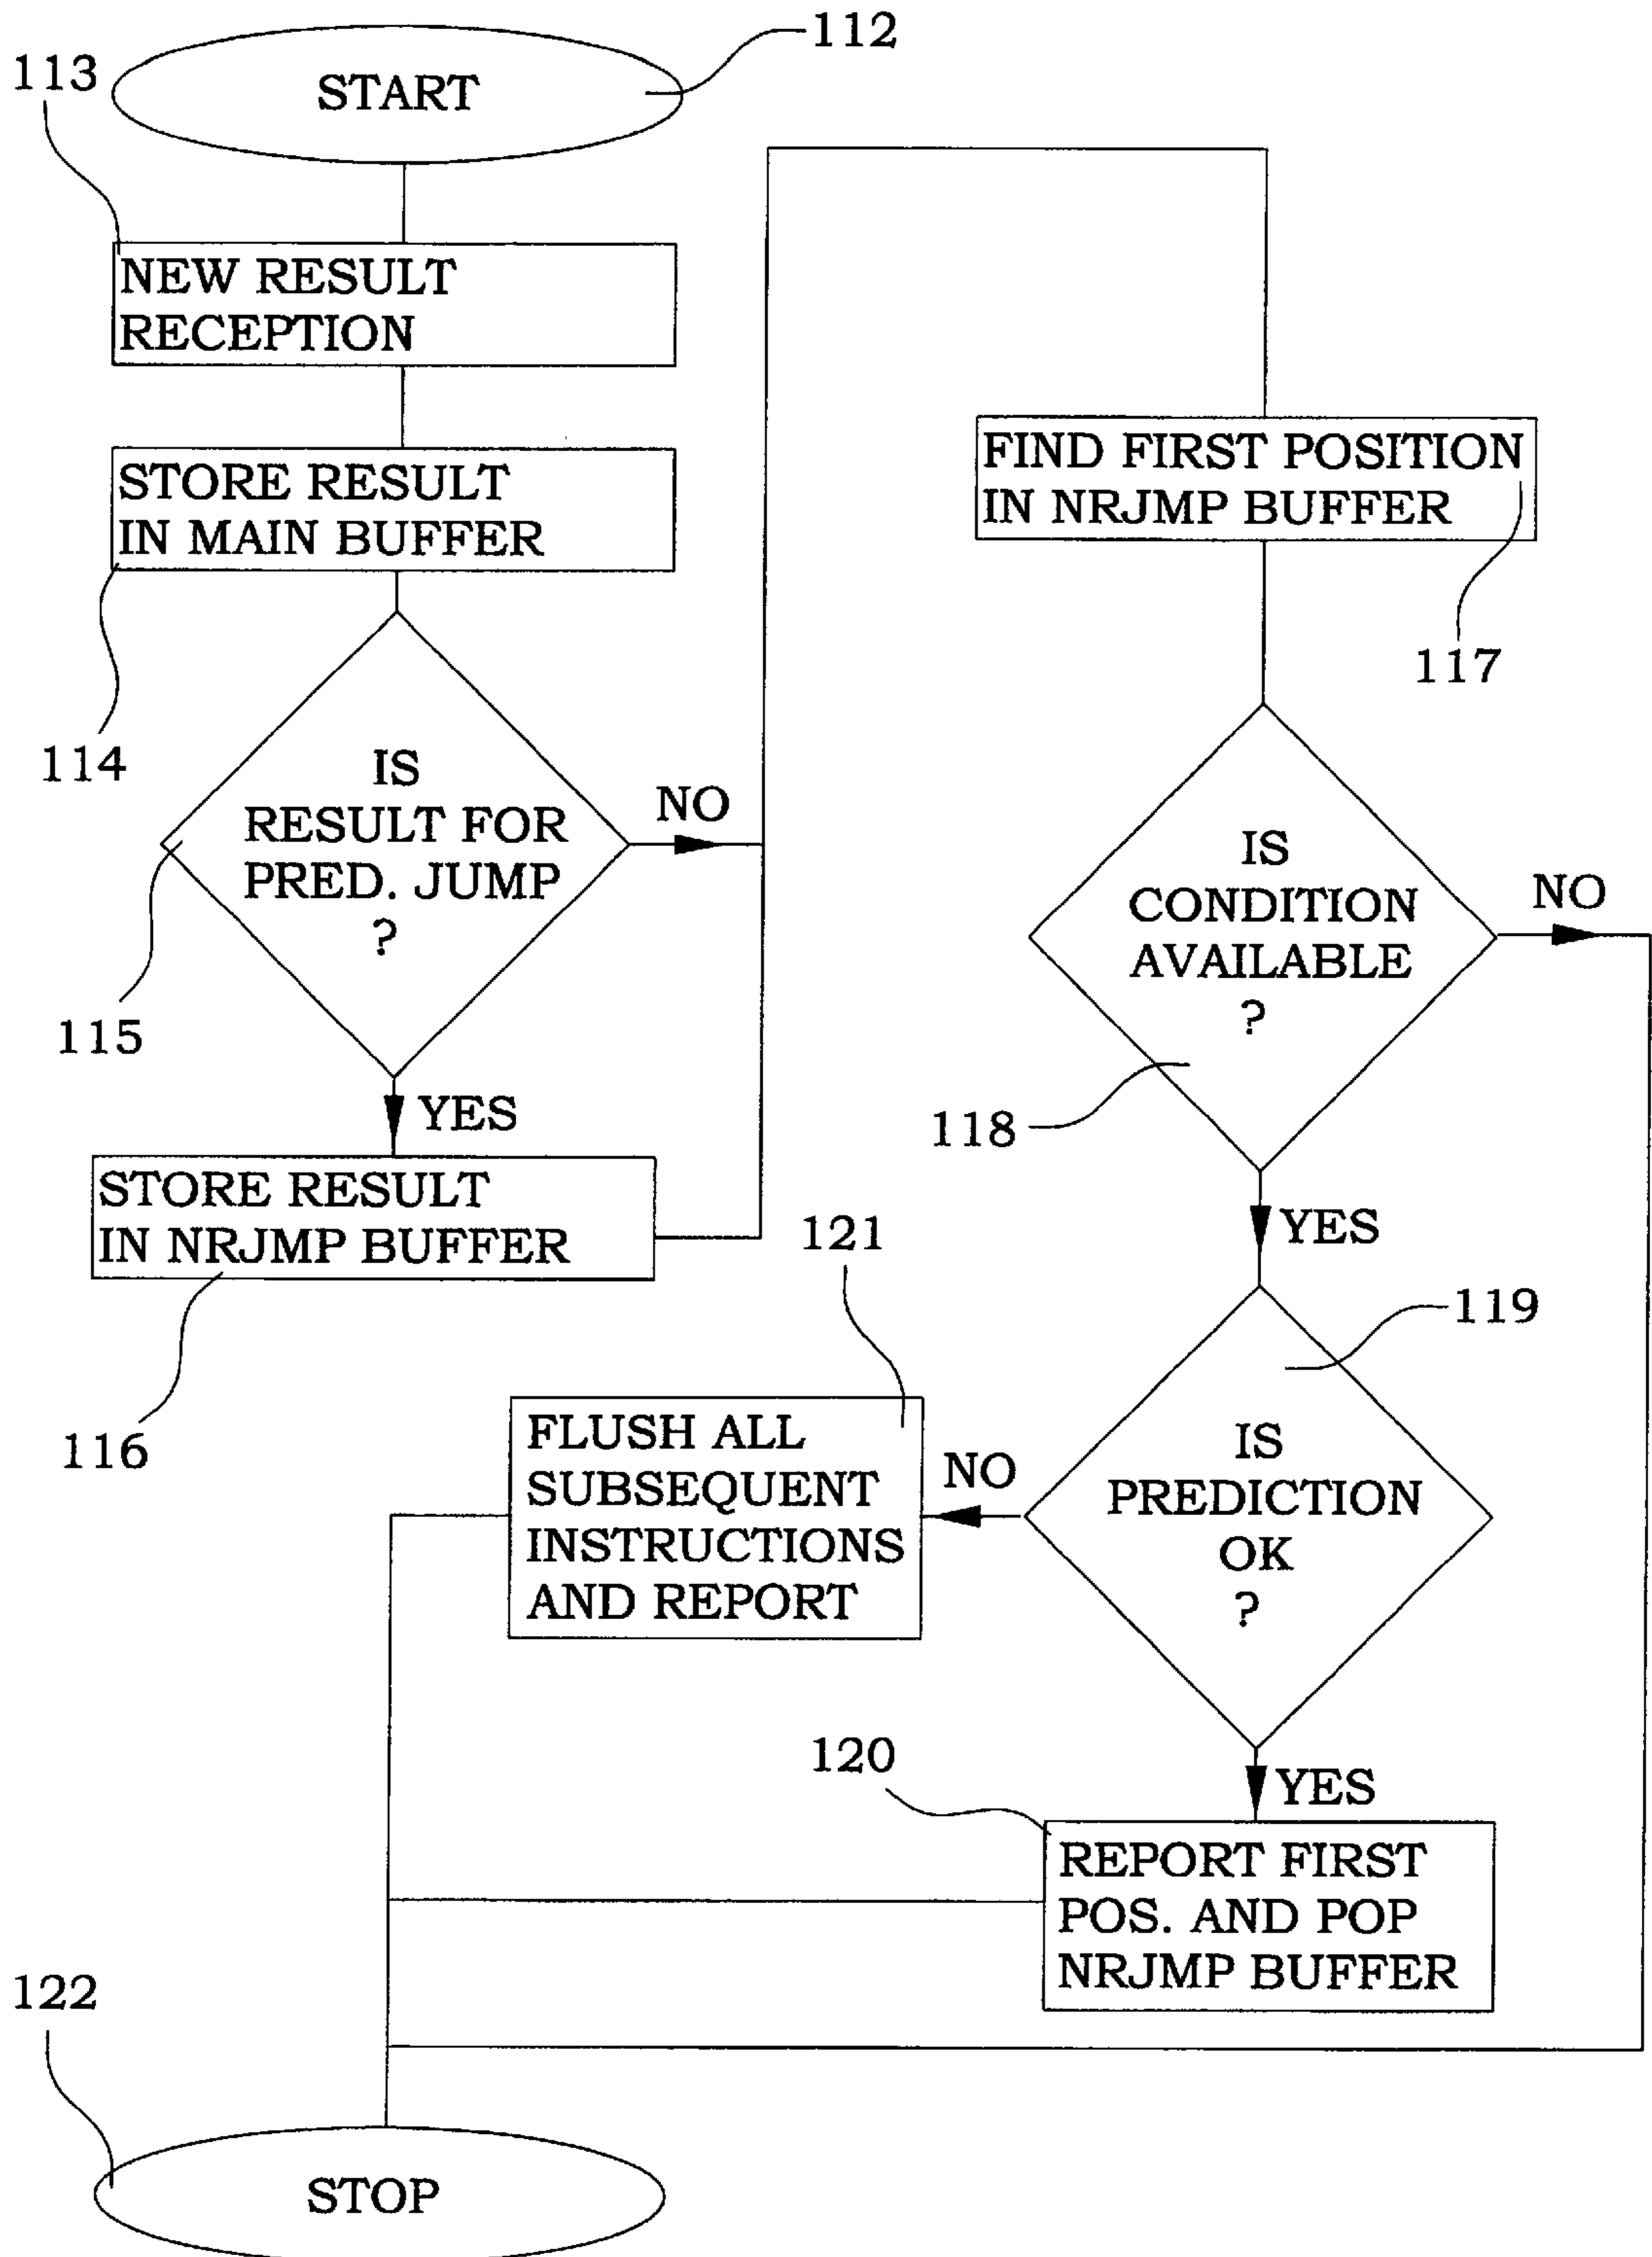 112
START
113
NEW RESULT
RECEPTION
STORE RESULT
IN MAIN BUFFER
114
IS
RESULT FOR
PRED. JUMP
?
NO
115
YES
STORE RESULT
IN NRJMP BUFFER
116
FIND FIRST POSITION
IN NRJMP BUFFER
117
IS
CONDITION
AVAILABLE
?
NO
118
YES
119
IS
PREDICTION
OK
?
NO
121
FLUSH ALL
SUBSEQUENT
INSTRUCTIONS
AND REPORT
YES
120
REPORT FIRST
POS. AND POP
NRJMP BUFFER
122
STOP